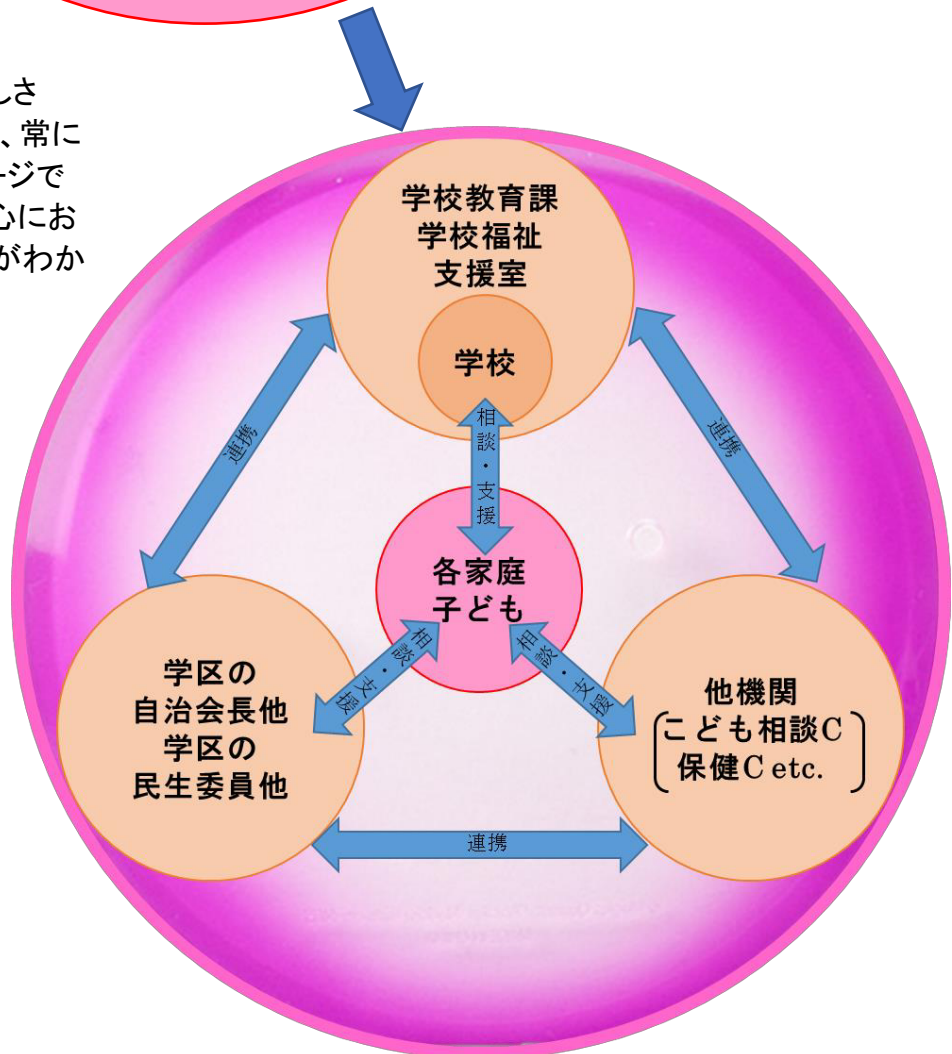 しさ
、常に
ージで
心にお
がわか
学校教育課
学校福祉
支援室
学校
連携
連携
相談・支援
各家庭
子ども
相談・支援
相談・支援
学区の
自治会長他
学区の
民生委員他
他機関
こども相談C
保健C etc.
連携